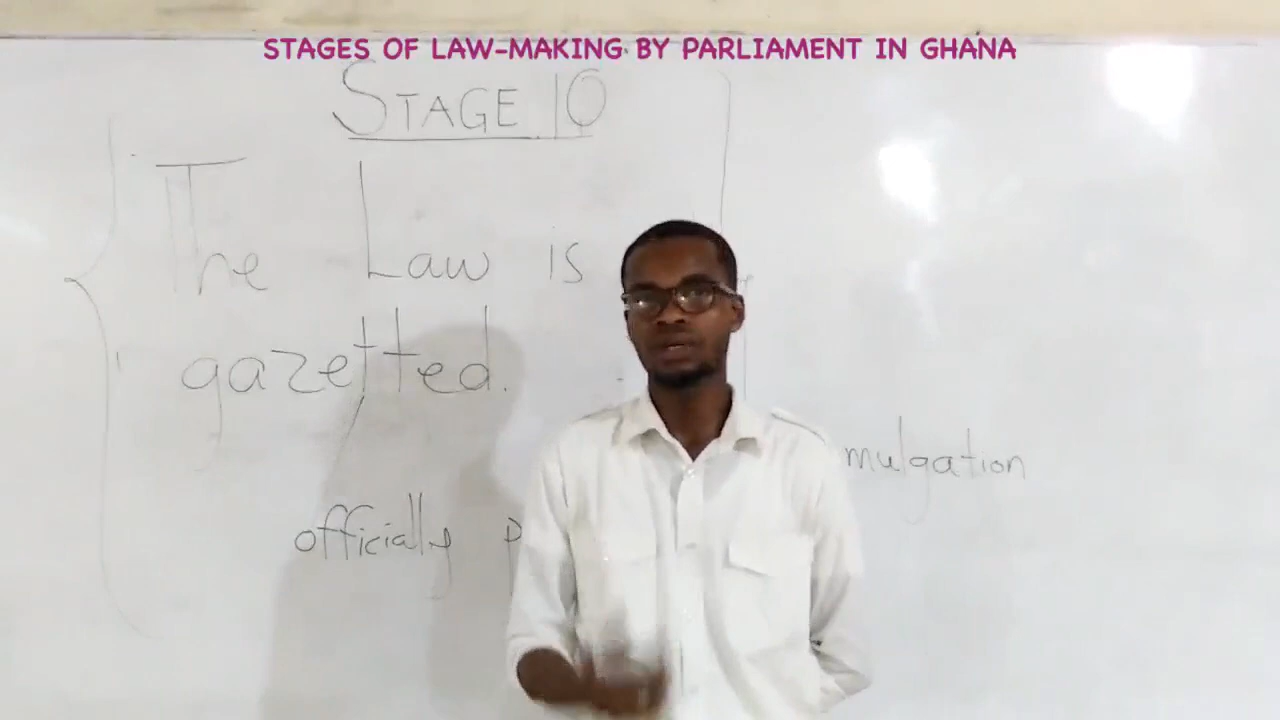 STAGES OF LAW-MAKING BY PARLIAMENT IN GHANA
STAGE 10
The Law is
gazetted.
mulgation
officially